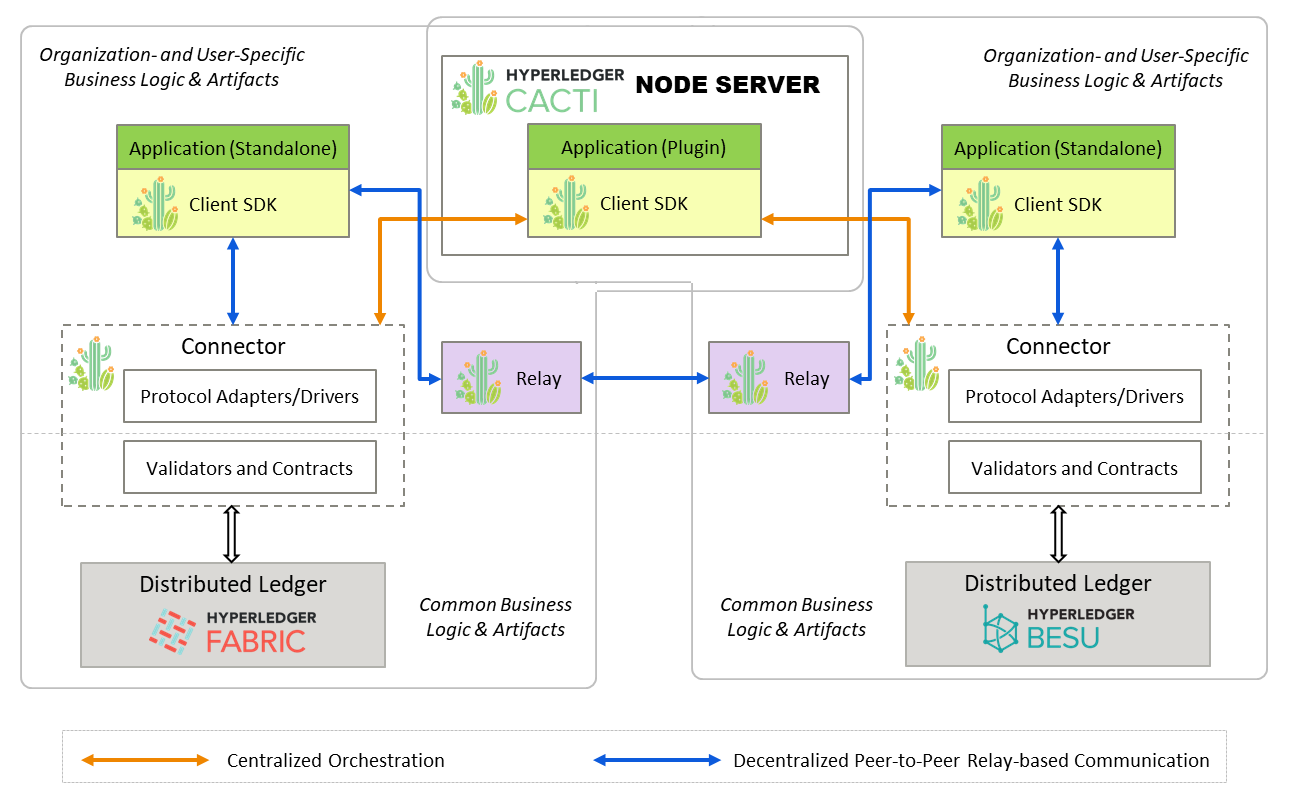 Organization- and User-Specific
Business Logic & Artifacts
HYPERLEDGER
CACTI
NODE SERVER
Organization- and User-Specific
Business Logic & Artifacts
Application (Standalone)
Client SDK
Application (Plugin)
Client SDK
Application (Standalone)
Client SDK
Connector
Protocol Adapters/Drivers
Validators and Contracts
Relay
Relay
Connector
Protocol Adapters/Drivers
Validators and Contracts
Distributed Ledger
HYPERLEDGER
FABRIC
Common Business
Logic & Artifacts
Common Business
Logic & Artifacts
Distributed Ledger
HYPERLEDGER
BESU
Centralized Orchestration
Decentralized Peer-to-Peer Relay-based Communication